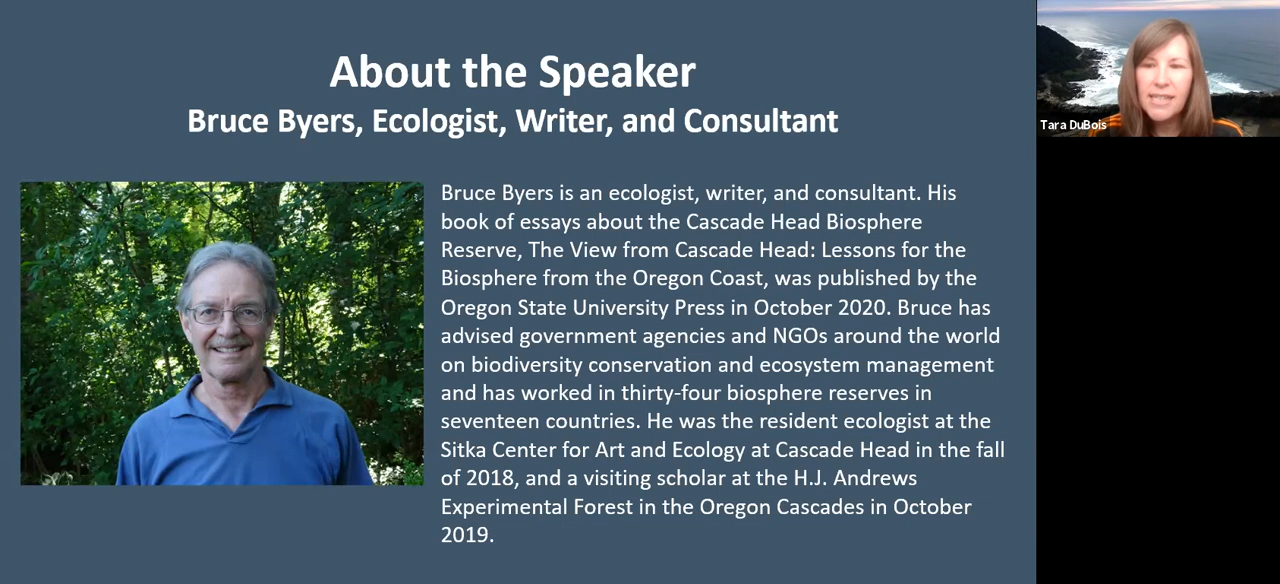 About the Speaker
Bruce Byers, Ecologist, Writer, and Consultant
Bruce Byers is an ecologist, writer, and consultant. His
book of essays about the Cascade Head Biosphere
Reserve, The View from Cascade Head: Lessons for the
Biosphere from the Oregon Coast, was published by the
Oregon State University Press in October 2020. Bruce has
advised government agencies and NGOs around the world
on biodiversity conservation and ecosystem management
and has worked in thirty-four biosphere reserves in
seventeen countries. He was the resident ecologist at the
Sitka Center for Art and Ecology at Cascade Head in the fall
of 2018, and a visiting scholar at the H.J. Andrews
Experimental Forest in the Oregon Cascades in October
2019.
Tara DuBois